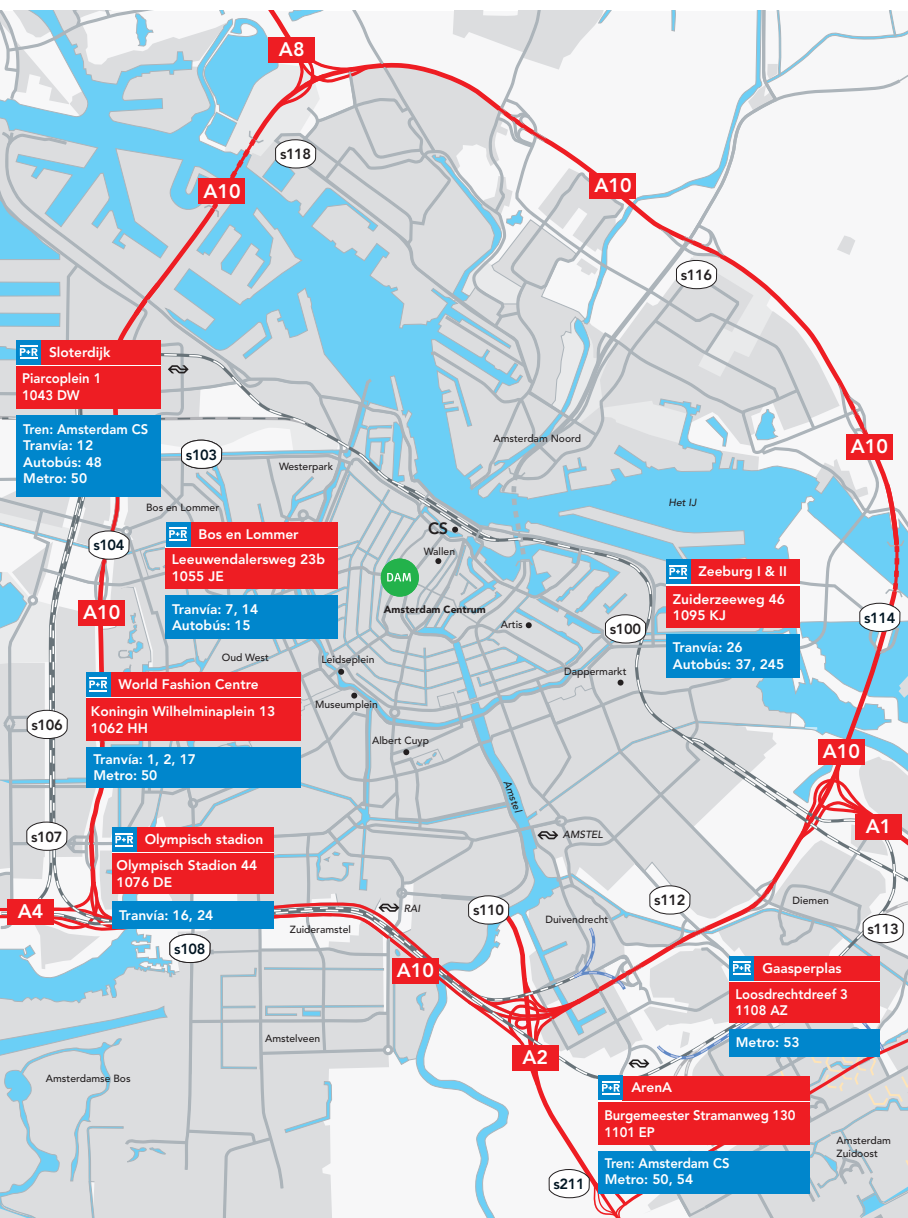 A8
s118
A10
A10
s116
P+R Sloterdijk
Piarcoplein 1
1043 DW
Tren: Amsterdam CS
Tranvía: 12
Autobús: 48
Metro: 50
s103
Westerpark
Amsterdam Noord
A10
Het IJ
Bos en Lommer
s104
P+R Bos en Lommer
Leeuwendalersweg 23b
1055 JE
Tranvía: 7, 14
Autobús: 15
CS
Wallen
DAM
Amsterdam Centrum
Artis
s100
P+R Zeeburg I & II
Zuiderzeeweg 46
1095 KJ
Tranvía: 26
Autobús: 37, 245
s114
A10
Oud West
Leidseplein
Museumplein
Dappermarkt
P+R World Fashion Centre
Koningin Wilhelminaplein 13
1062 HH
Tranvía: 1, 2, 17
Metro: 50
s106
Albert Cuyp
Amstel
A10
A1
s107
P+R Olympisch stadion
Olympisch Stadion 44
1076 DE
Tranvía: 16, 24
AMSTEL
A4
RAI
s110
s112
Diemen
s113
Zuideramstel
Duivendrecht
s108
A10
P+R Gaasperplas
Loosdrechtdreef 3
1108 AZ
Metro: 53
Amstelveen
A2
Amsterdamse Bos
P+R ArenA
Burgemeester Stramanweg 130
1101 EP
Tren: Amsterdam CS
Metro: 50, 54
Amsterdam
Zuidoost
s211